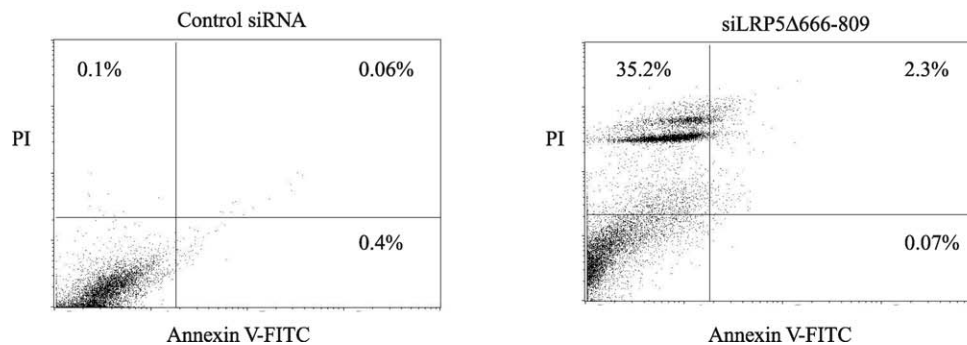 Control siRNA
0.1%
0.06%
PI
0.4%
Annexin V-FITC
siLRP5Δ666-809
35.2%
2.3%
PI
0.07%
Annexin V-FITC